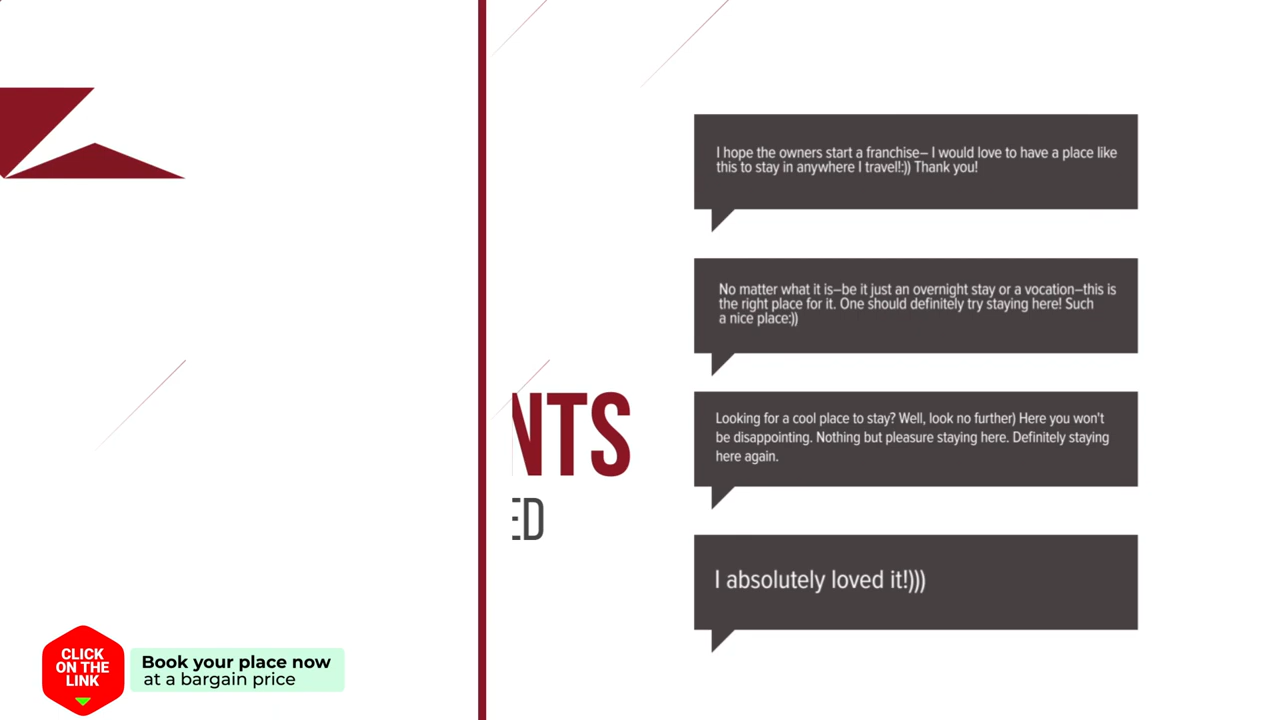 I hope the owners start a franchise– I would love to have a place like
this to stay in anywhere I travel!:)) Thank you!
No matter what it is–be it just an overnight stay or a vocation–this is
the right place for it. One should definitely try staying here! Such
a nice place:))
NTS
ED
Looking for a cool place to stay? Well, look no further) Here you won't
be disappointing. Nothing but pleasure staying here. Definitely staying
here again.
I absolutely loved it!)))
CLICK
ON THE
LINK
Book your place now
at a bargain price